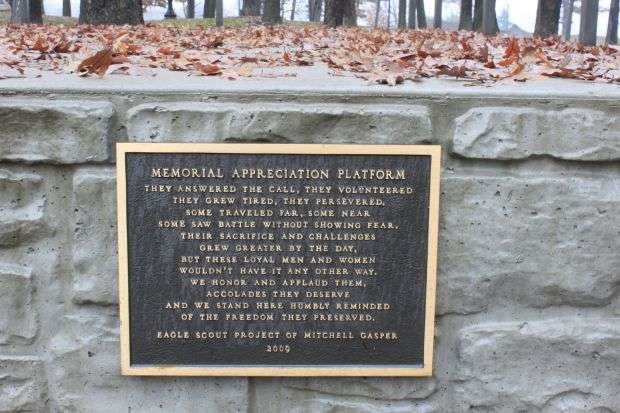 MEMORIAL APPRECIATION PLATFORM
THEY ANSWERED THE CALL, THEY VOLUNTEERED
THEY GREW TIRED, THEY PERSEVERED.
SOME TRAVELED FAR, SOME NEAR
SOME SAW BATTLE WITHOUT SHOWING FEAR.
THEIR SACRIFICE AND CHALLENGES
GREW GREATER BY THE DAY,
BUT THESE LOYAL MEN AND WOMEN
WOULDN'T HAVE IT ANY OTHER WAY.
WE HONOR AND APPLAUD THEM,
ACCOLADES THEY DESERVE
AND WE STAND HERE HUMBLY REMINDED
OF THE FREEDOM THEY PRESERVED.
EAGLE SCOUT PROJECT OF MITCHELL GASPER
2009